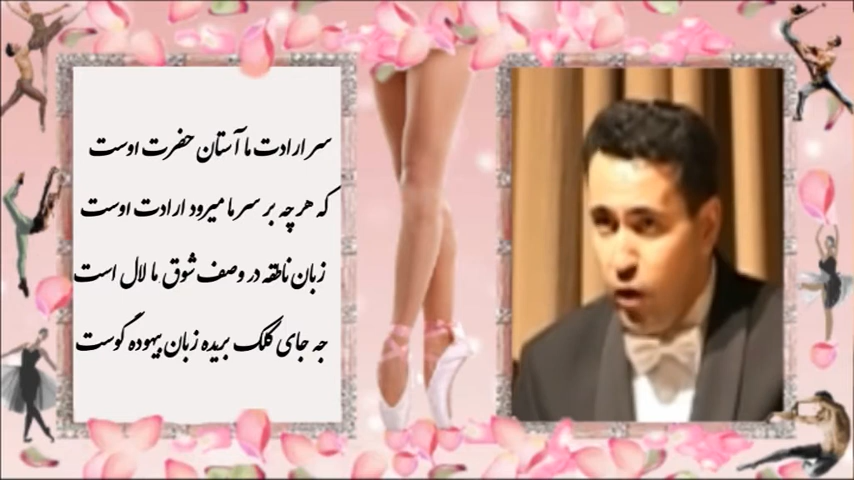 سر ارادت ما آستان حضرت اوست
که هر چه بر سر ما میرود ارادت اوست
زبان ناطقه در وصف شوق ما لال است
جه جای کلک بریده زبان بیهوده گوست